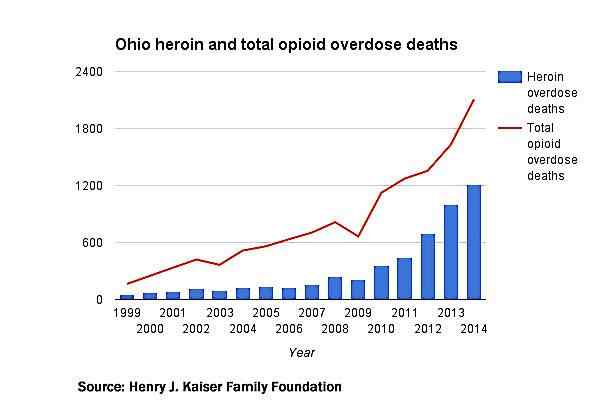 Ohio heroin and total opioid overdose deaths
2400
1800
1200
600
0
Heroin
overdose
deaths
Total
opioid
overdose
deaths
1999 2001 2003 2005 2007 2009 2011 2013
2000 2002 2004 2006 2008 2010 2012 2014
Year
Source: Henry J. Kaiser Family Foundation